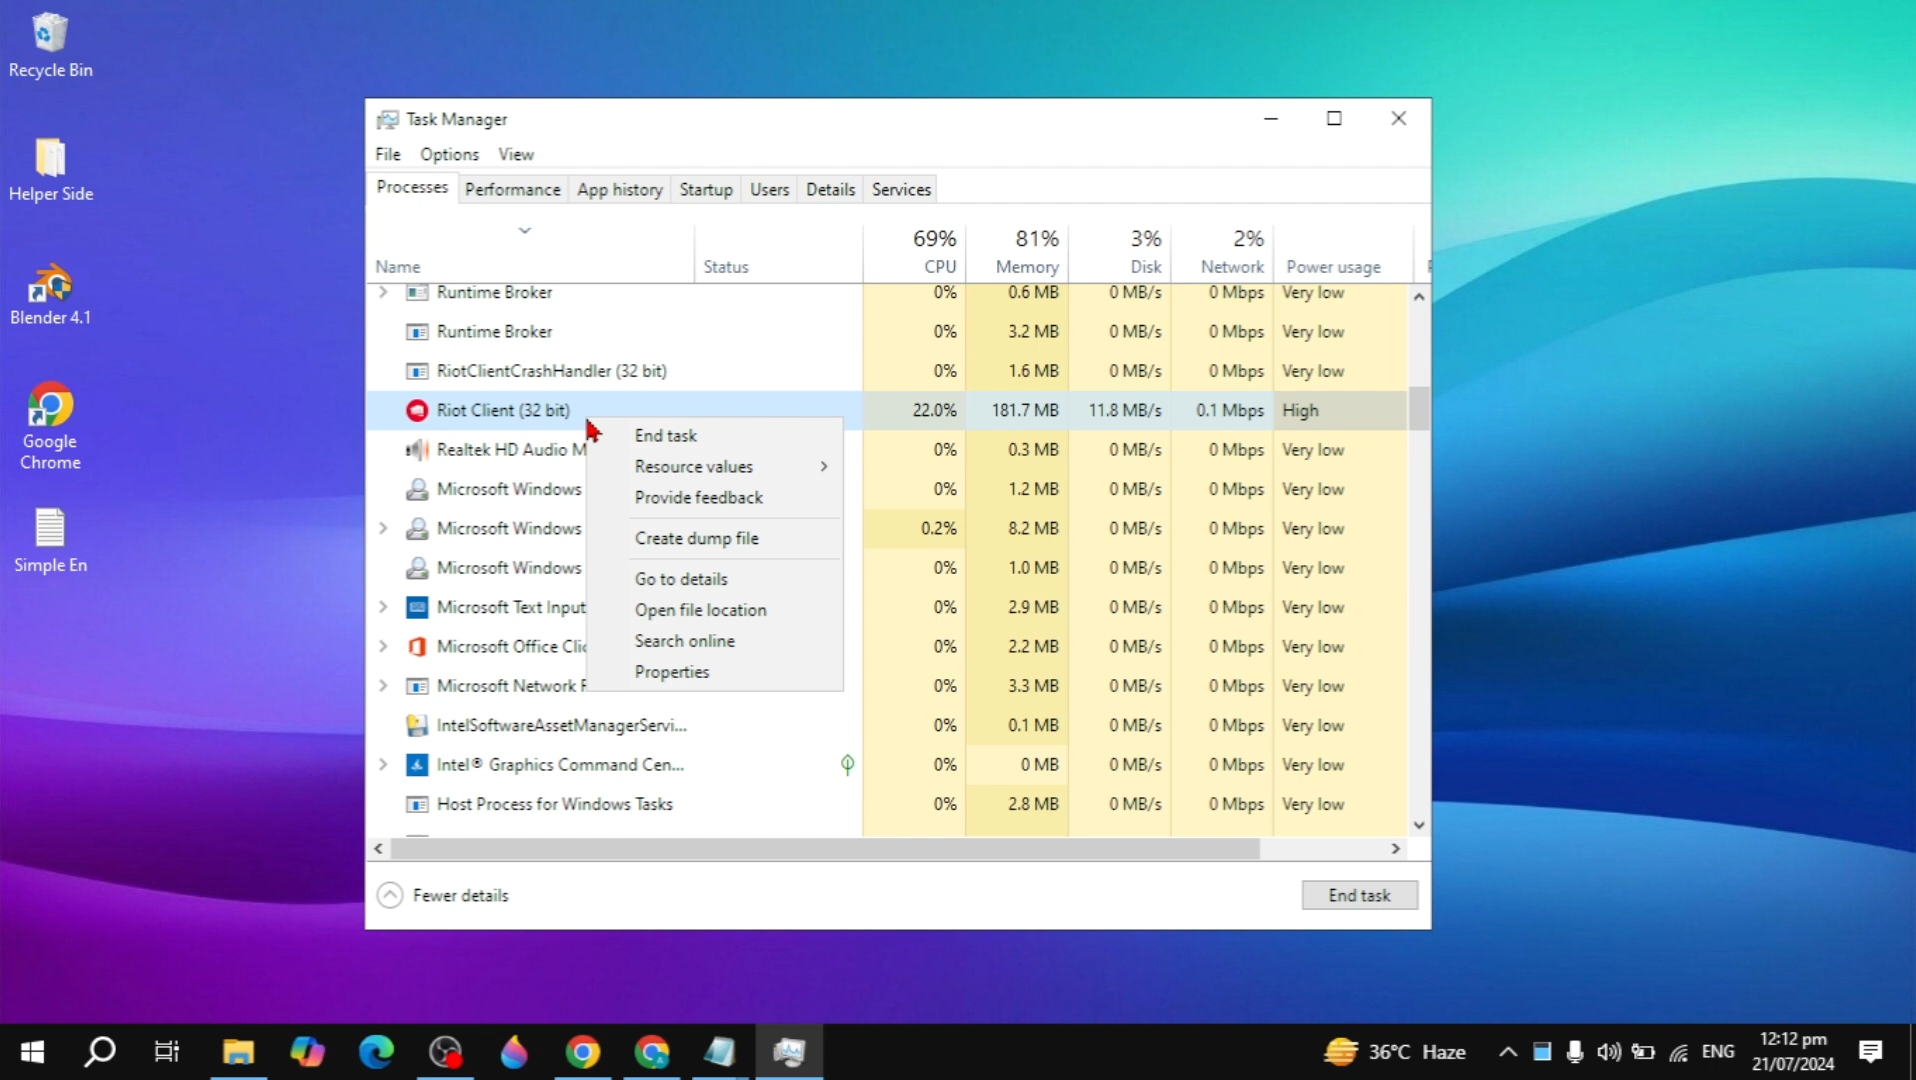 Recycle Bin
Helper Side
Blender 4.1
Google
Chrome
Simple En
Task Manager
File Options View
Processes Performance App history Startup Users Details Services
69% 81% 3% 2%
Name Status CPU Memory Disk Network Power usage
Runtime Broker 0% 0.6 MB 0 MB/s 0 Mbps Very low
Runtime Broker 0% 3.2 MB 0 MB/s 0 Mbps Very low
RiotClientCrashHandler (32 bit) 0% 1.6 MB 0 MB/s 0 Mbps Very low
Riot Client (32 bit) 22.0% 181.7 MB 11.8 MB/s 0.1 Mbps High
Realtek HD Audio M 0% 0.3 MB 0 MB/s 0 Mbps Very low
Microsoft Windows 0% 1.2 MB 0 MB/s 0 Mbps Very low
Microsoft Windows 0.2% 8.2 MB 0 MB/s 0 Mbps Very low
Microsoft Windows 0% 1.0 MB 0 MB/s 0 Mbps Very low
Microsoft Text Input 0% 2.9 MB 0 MB/s 0 Mbps Very low
Microsoft Office Clic 0% 2.2 MB 0 MB/s 0 Mbps Very low
Microsoft Network 0% 3.3 MB 0 MB/s 0 Mbps Very low
IntelSoftwareAssetManagerServi... 0% 0.1 MB 0 MB/s 0 Mbps Very low
Intel® Graphics Command Cen... 0% 0 MB 0 MB/s 0 Mbps Very low
Host Process for Windows Tasks 0% 2.8 MB 0 MB/s 0 Mbps Very low
End task
Resource values
Provide feedback
Create dump file
Go to details
Open file location
Search online
Properties
Fewer details
End task
36°C Haze
ENG
12:12 pm
21/07/2024